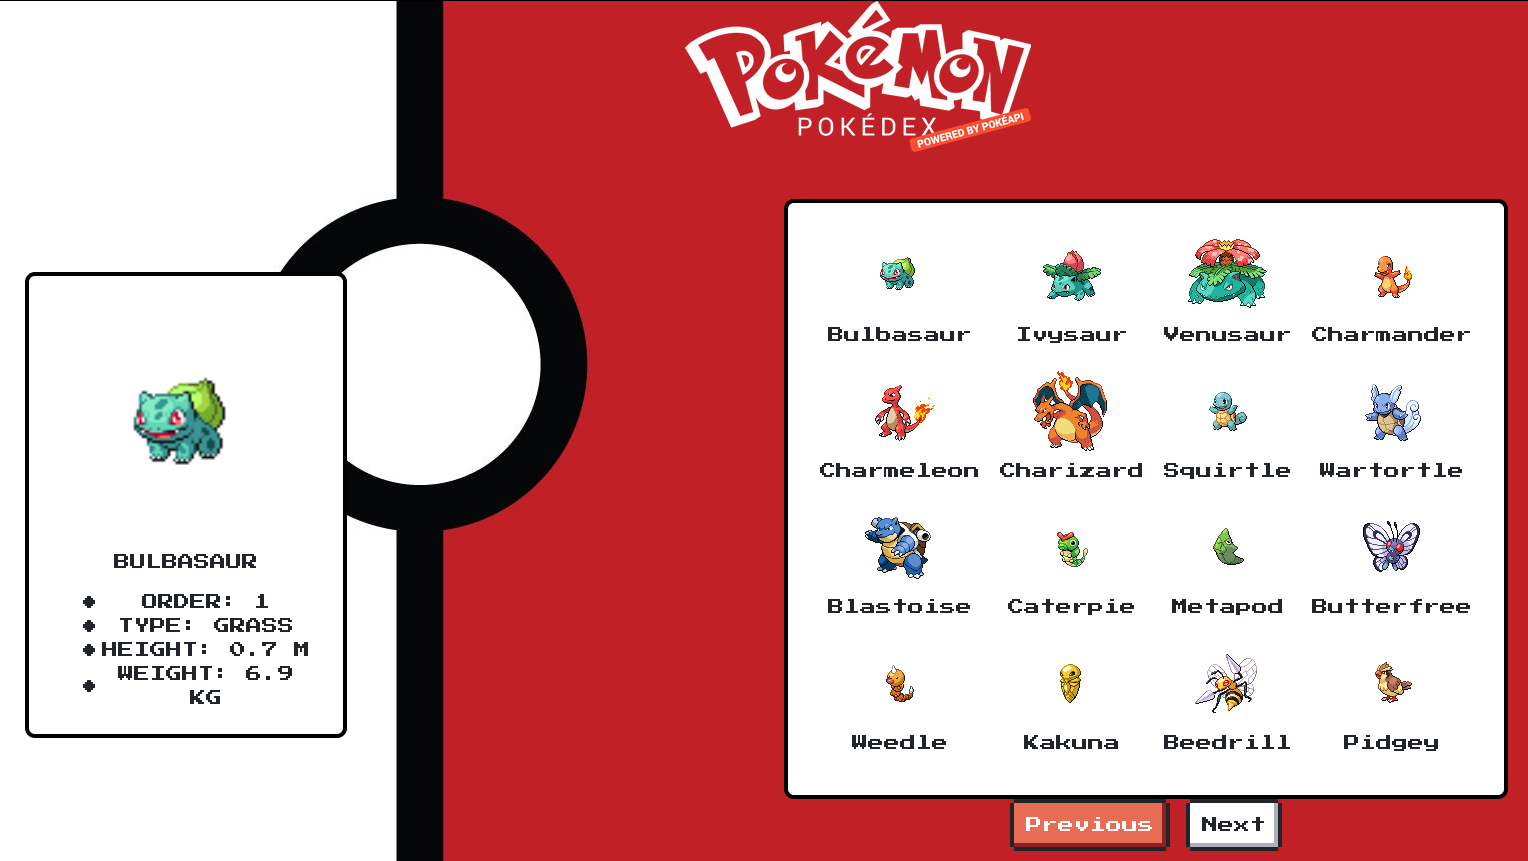 POKéMON
POKÉDEX
POWERED BY POKÉAPI
BULBASAUR
ORDER: 1
TYPE: GRASS
HEIGHT: 0.7 M
WEIGHT: 6.9
KG
Bulbasaur Ivysaur Venusaur Charmander
Charmeleon Charizard Squirtle Wartortle
Blastoise Caterpie Metapod Butterfree
Weedle Kakuna Beedrill Pidgey
Previous Next